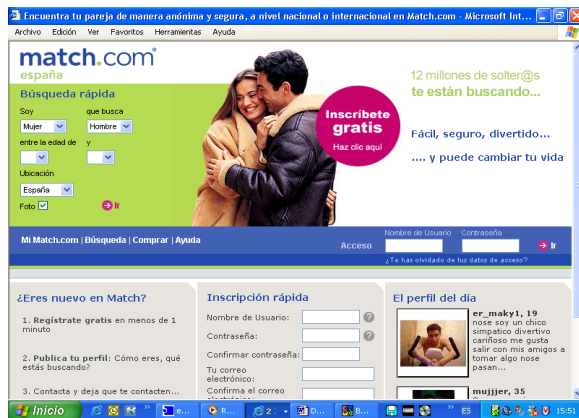 Encuentra tu pareja de manera anónima y segura, a nivel nacional o internacional en Match.com - Microsoft Int...
Archivo Edición Ver Favoritos Herramientas Ayuda
match.com
españa
Búsqueda rápida
Soy que busca
Mujer Hombre
entre la edad de y
Ubicación
España
Foto Ir
Inscríbete
gratis
Haz clic aquí
12 millones de solter@s
te están buscando...
Fácil, seguro, divertido...
.... y puede cambiar tu vida
Mi Match.com | Búsqueda | Comprar | Ayuda
Acceso
Nombre de Usuario Contraseña
Ir
¿Te has olvidado de tus datos de acceso?
¿Eres nuevo en Match?
1. Regístrate gratis en menos de 1
minuto
2. Publica tu perfil: Cómo eres, qué
estás buscando?
3. Contacta y deja que te contacten...
Inscripción rápida
Nombre de Usuario:
Contraseña:
Confirmar contraseña:
Tu correo
electrónico:
Confirma el correo
El perfil del día
er_maky1, 19
nose soy un chico
simpatico divertivo
cariñoso me gusta
salir con mis amigos a
tomar algo nose
pasan...
mujjjer, 35
Inicio
e...
R...
2
D...
B...
ES
15:51